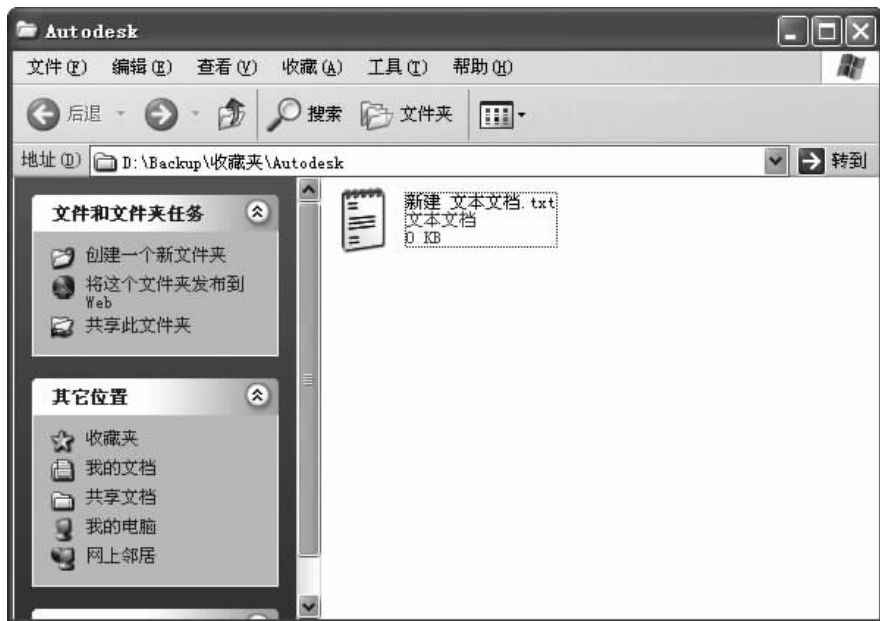 Autodesk
文件(F) 编辑(E) 查看(V) 收藏(A) 工具(T) 帮助(H)
后退 搜索 文件夹
地址(D) D:\Backup\收藏夹\Autodesk 转到
文件和文件夹任务
创建一个新文件夹
将这个文件夹发布到
Web
共享此文件夹
其它位置
收藏夹
我的文档
共享文档
我的电脑
网上邻居
新建 文本文档.txt
文本文档
0 KB